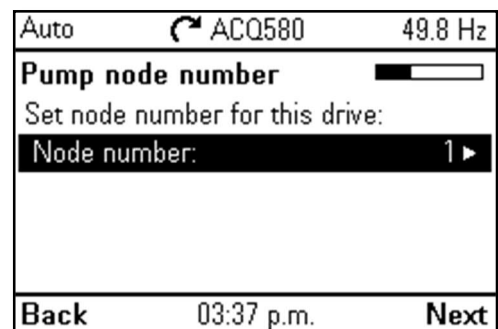 Auto ACQ580 49.8 Hz
Pump node number
Set node number for this drive:
Node number: 1
Back 03:37 p.m. Next